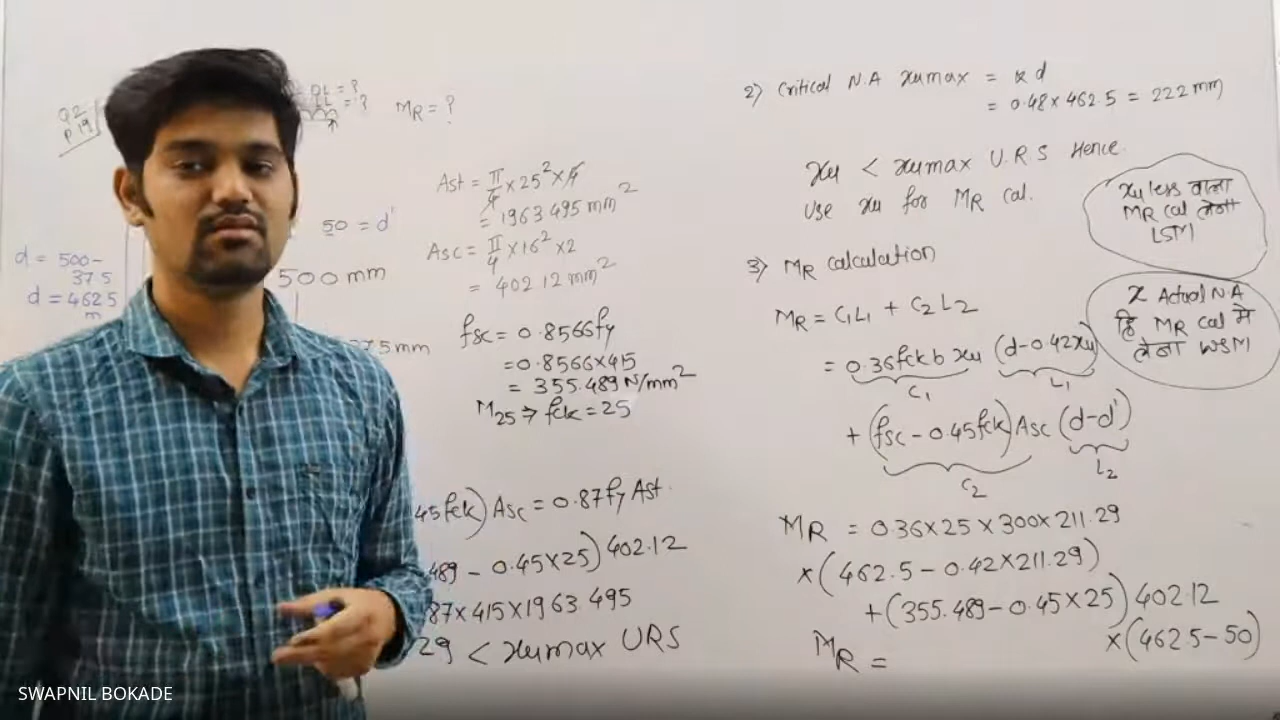 Q2
P 19
DL = ?
LL = ?
MR = ?
50 = d'
d = 500-
37.5
d = 462.5
m
500 mm
37.5mm
Ast = π/4 × 25² × 4
= 1963.495 mm²
Asc = π/4 × 16² × 2
= 402.12 mm²
fsc = 0.8566fy
= 0.8566×415
= 355.489 N/mm²
M25 → fck = 25
45fck) Asc = 0.87fy Ast.
489 - 0.45×25) 402.12
87×415×1963.495
29 < xumax URS
2) Critical N.A xumax = k d
= 0.48×462.5 = 222 mm
xu < xumax U.R.S Hence.
use xu for MR Cal.
xu less वाला
MR cal लेना
LSM
3) MR calculation
x Actual N.A
हि MR cal मे
लेना WSM
MR = C1L1 + C2L2
= 0.36fck b xu (d-0.42xu)
C1 L1
+ (fsc - 0.45fck) Asc (d-d')
C2 L2
MR = 0.36×25×300×211.29
×(462.5 - 0.42×211.29)
+(355.489 - 0.45×25) 402.12
×(462.5-50)
MR =
SWAPNIL BOKADE